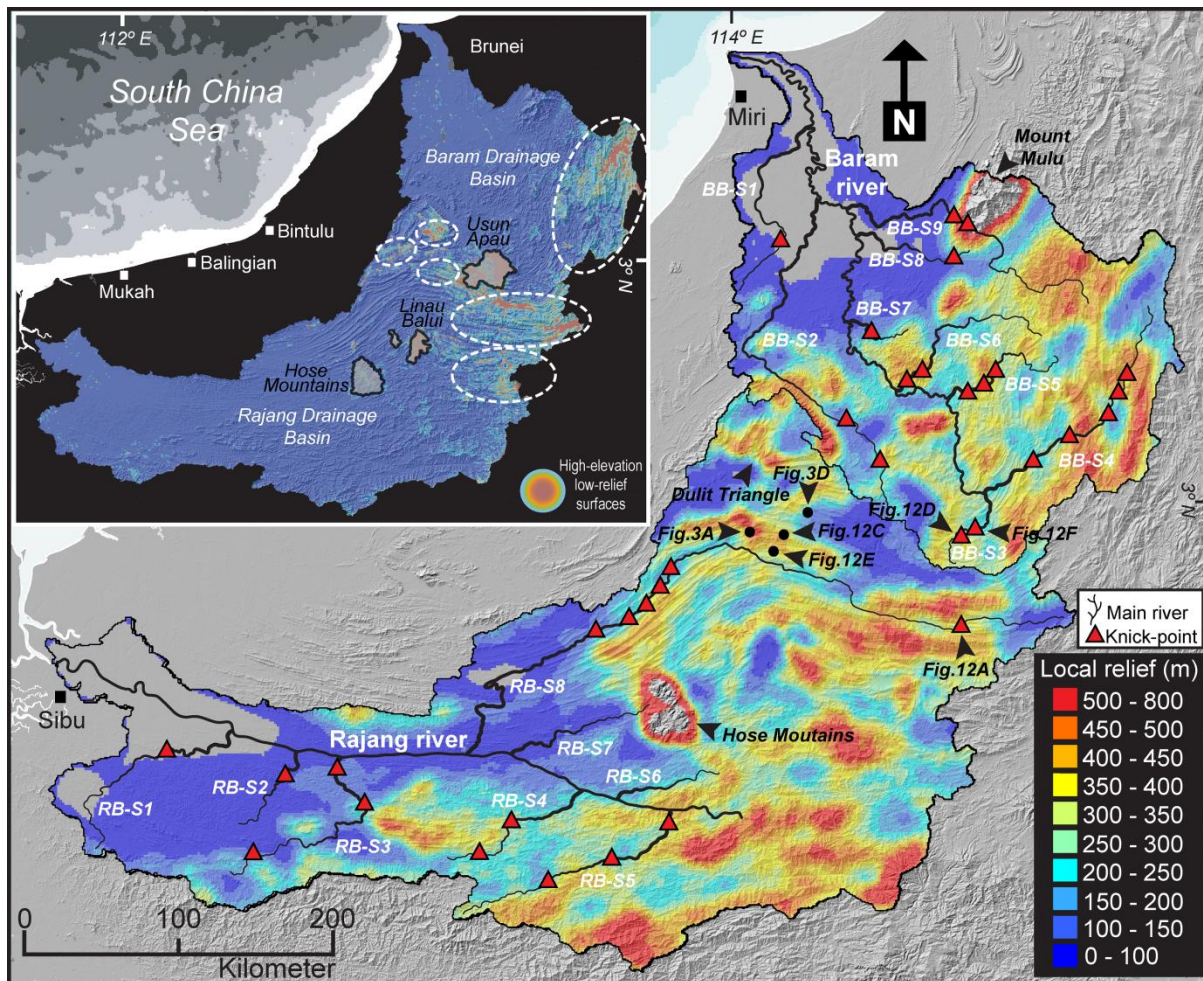 112° E
Brunei
South China
Sea
Baram Drainage
Basin
Usun
Apau
Bintulu
Balingian
Mukah
3° N
Linau
Balui
Hose
Mountains
Rajang Drainage
Basin
High-elevation
low-relief
surfaces
114° E
Miri
N
Mount
Mulu
Baram
river
BB-S1
BB-S9
BB-S8
BB-S7
BB-S2
BB-S6
BB-S5
BB-S4
Fig.3D
Dulit Triangle
Fig.12D
3° N
Fig.3A
Fig.12C
Fig.12F
Fig.12E
BB-S3
Main river
Knick-point
Fig.12A
Sibu
RB-S8
Rajang river
Hose Moutains
RB-S7
RB-S6
RB-S2
RB-S1
RB-S4
RB-S3
RB-S5
0 100 200
Kilometer
Local relief (m)
500 - 800
450 - 500
400 - 450
350 - 400
300 - 350
250 - 300
200 - 250
150 - 200
100 - 150
0 - 100